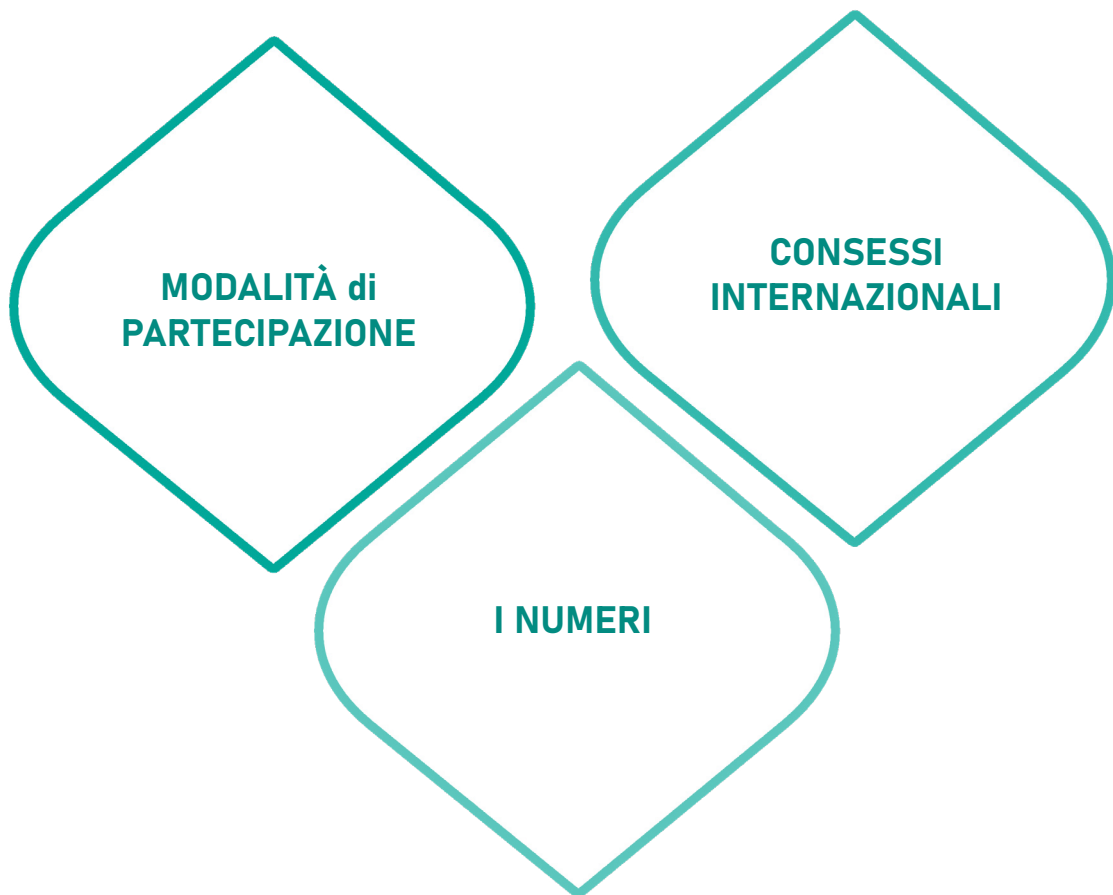 MODALITÀ di
PARTECIPAZIONE
CONSESSI
INTERNAZIONALI
I NUMERI